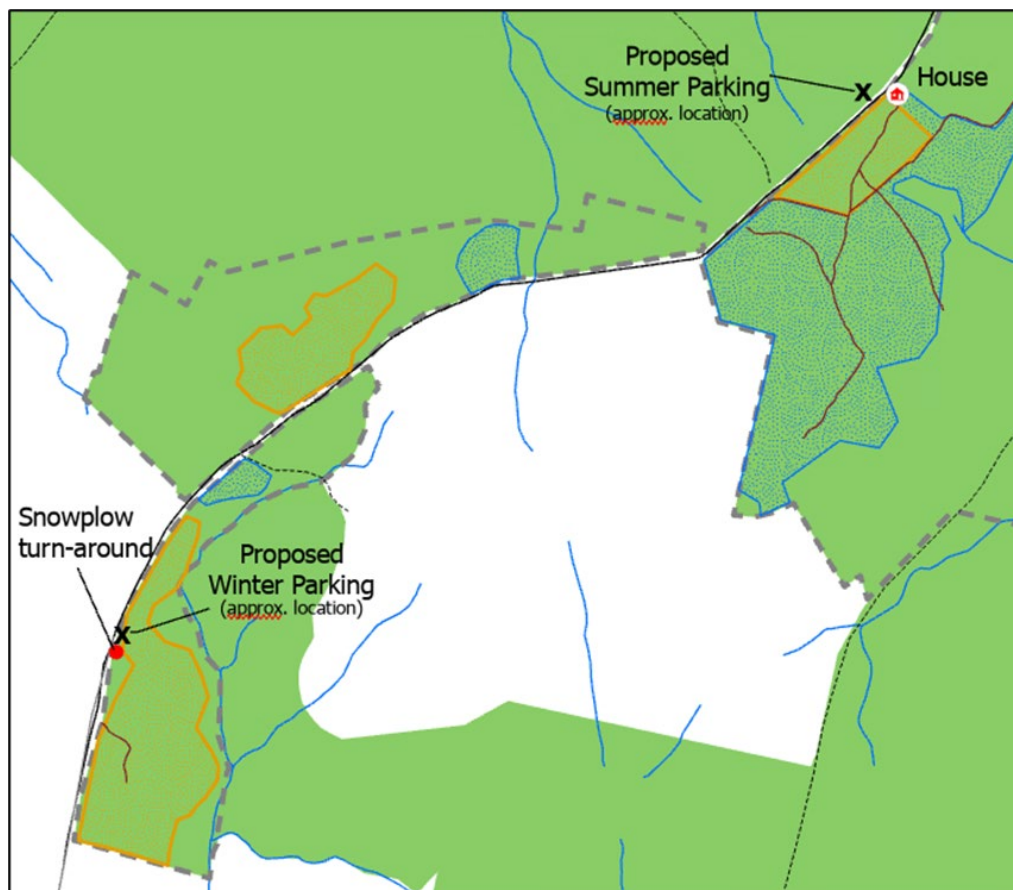 Proposed
Summer Parking
(approx. location)
House
Snowplow
turn-around
Proposed
Winter Parking
(approx. location)
X
X